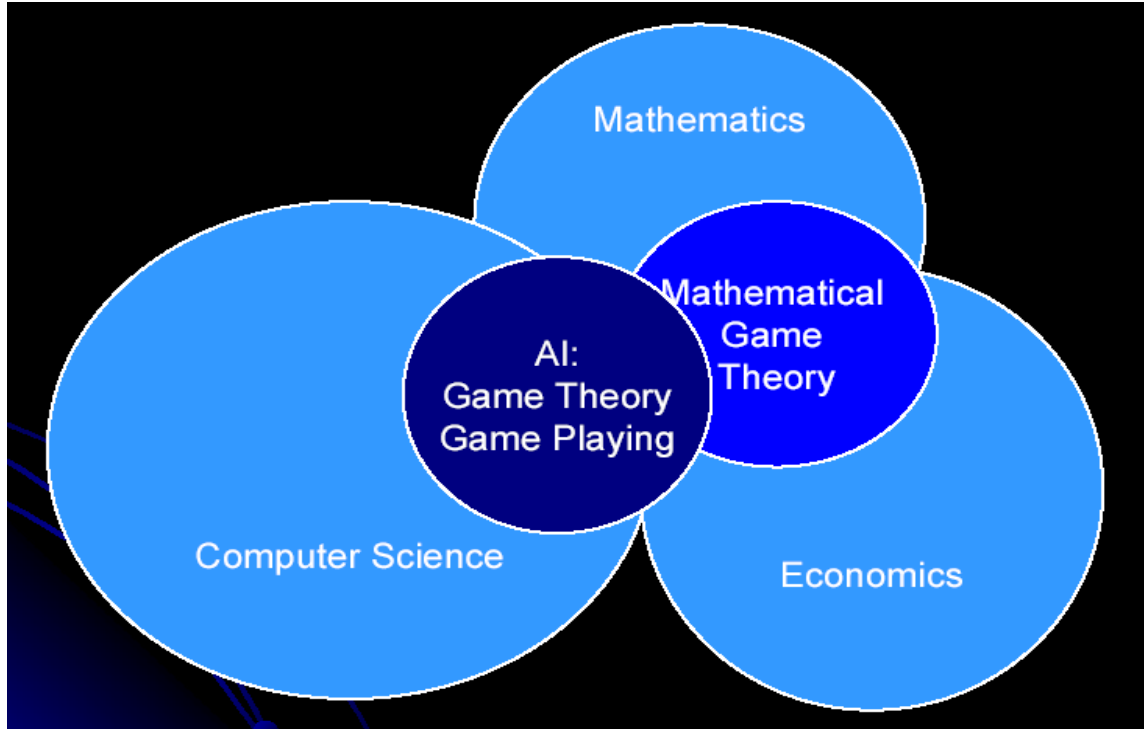 Mathematics
Mathematical
Game
Theory
AI:
Game Theory
Game Playing
Computer Science
Economics